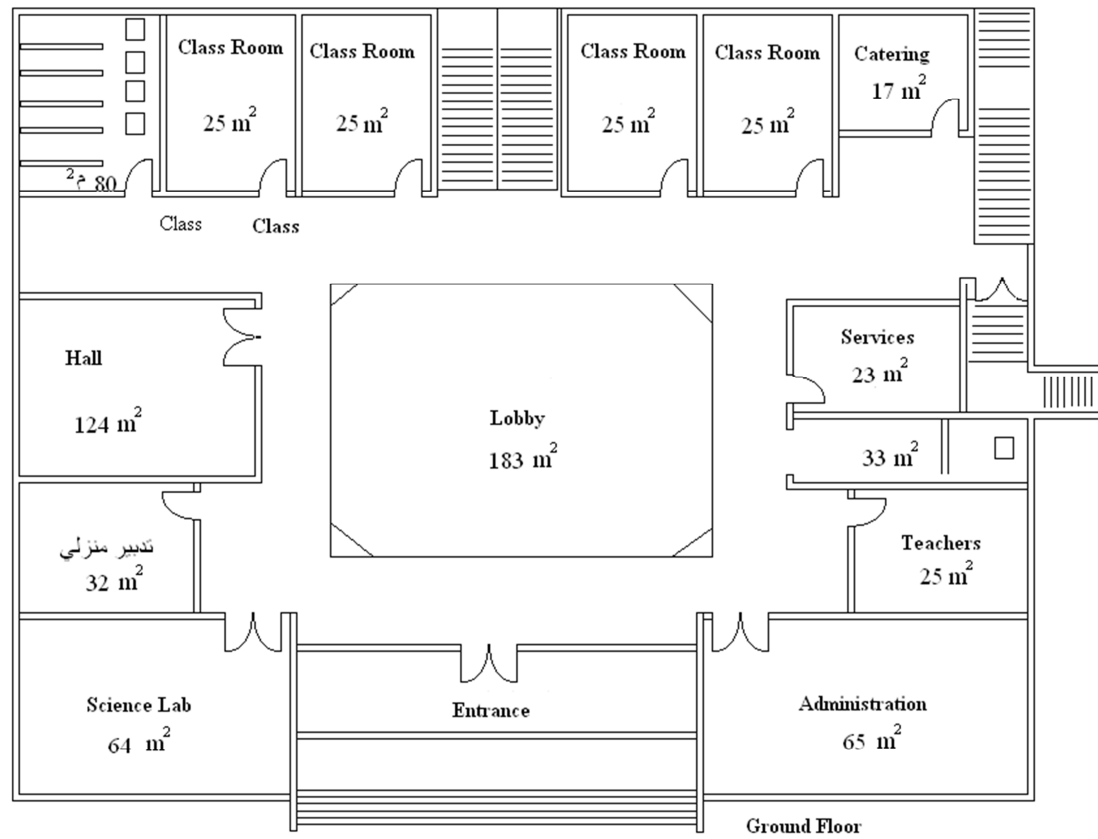 Class Room
25 m²
Class Room
25 m²
Class Room
25 m²
Class Room
25 m²
Catering
17 m²
80 م²
Class
Class
Hall
124 m²
Lobby
183 m²
Services
23 m²
33 m²
تدبير منزلي
32 m²
Teachers
25 m²
Science Lab
64 m²
Entrance
Administration
65 m²
Ground Floor